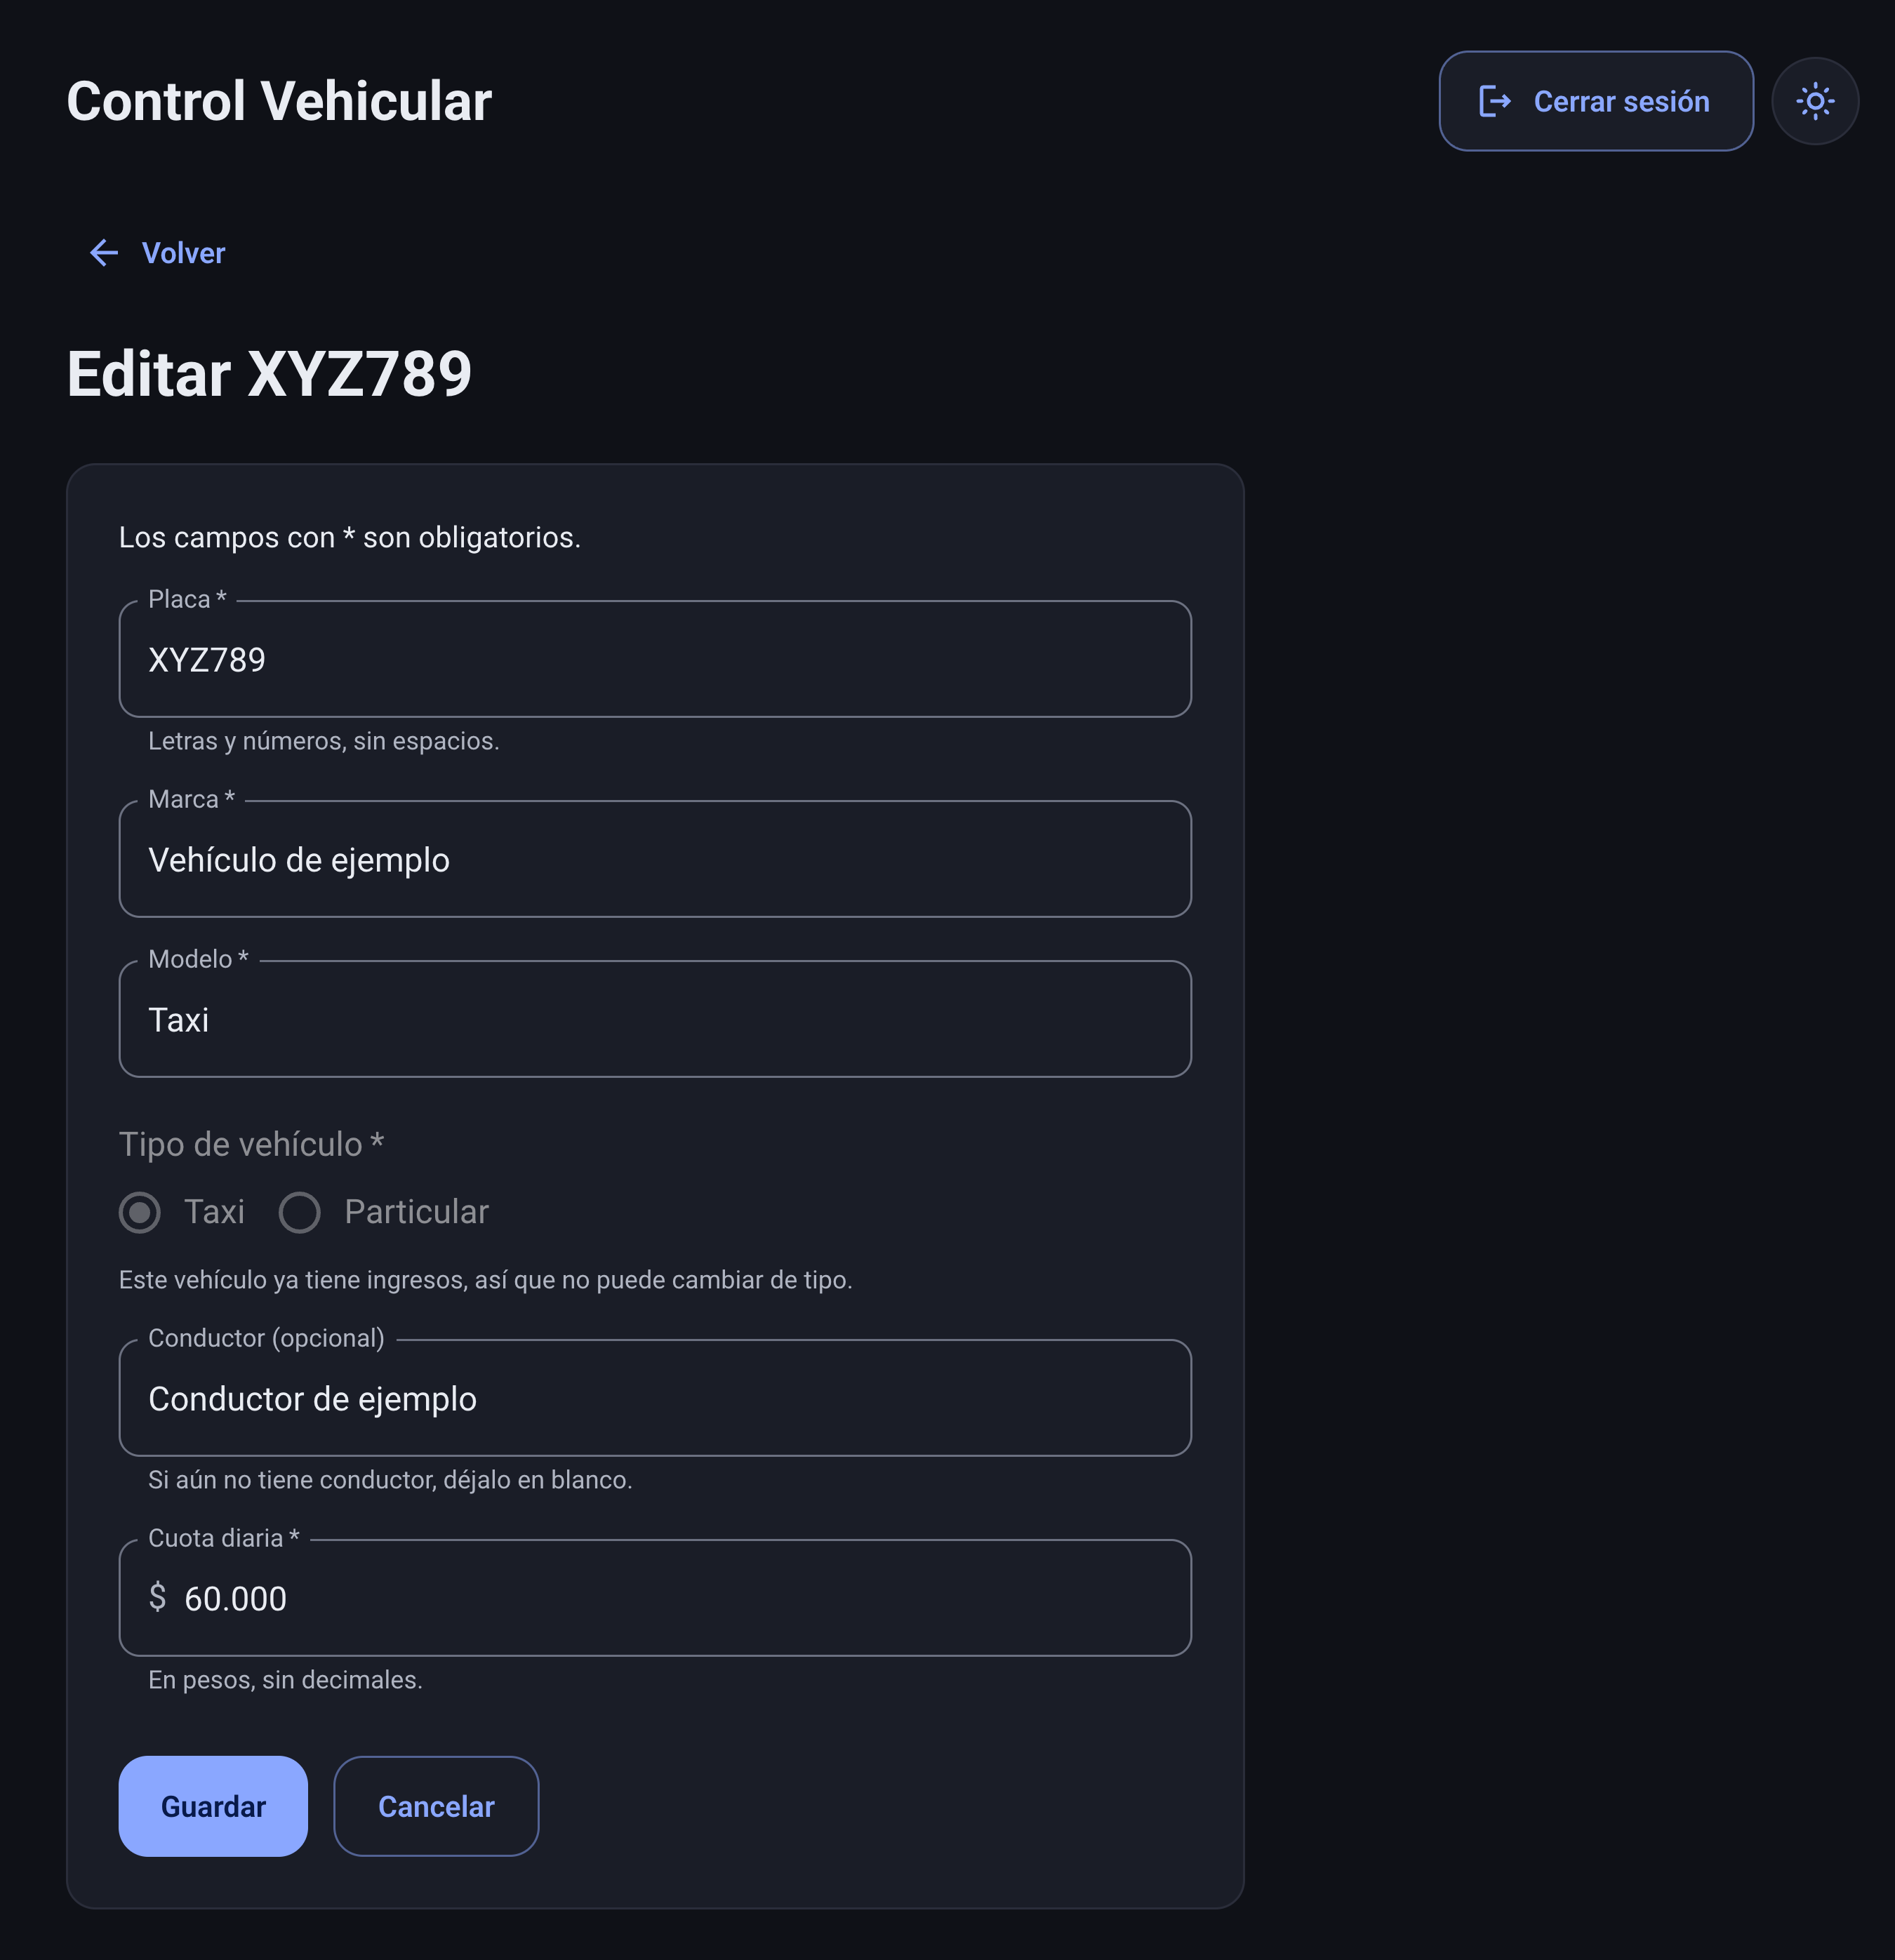 Control Vehicular
Cerrar sesión
Volver
Editar XYZ789
Los campos con * son obligatorios.
Placa *
XYZ789
Letras y números, sin espacios.
Marca *
Vehículo de ejemplo
Modelo *
Taxi
Tipo de vehículo *
Taxi Particular
Este vehículo ya tiene ingresos, así que no puede cambiar de tipo.
Conductor (opcional)
Conductor de ejemplo
Si aún no tiene conductor, déjalo en blanco.
Cuota diaria *
$ 60.000
En pesos, sin decimales.
Guardar Cancelar